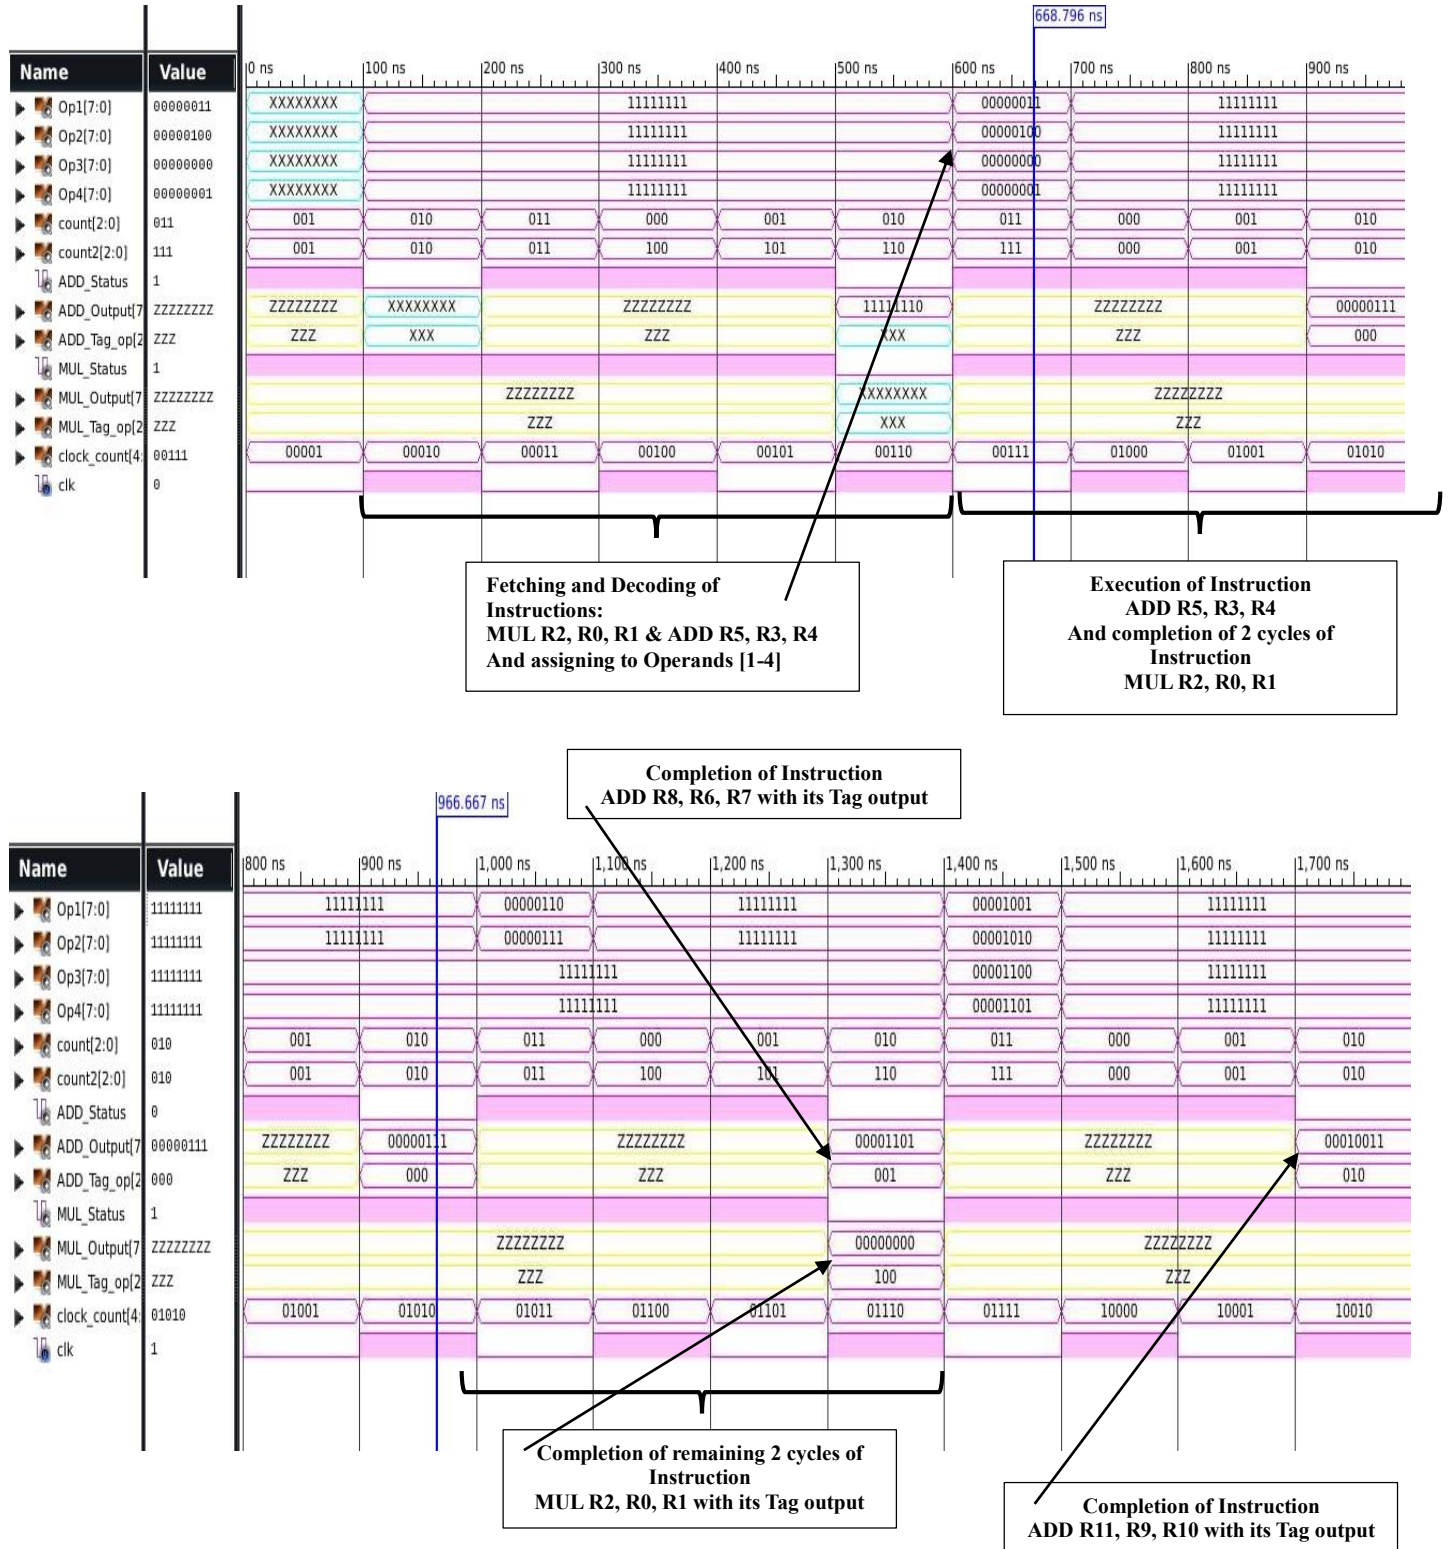 668.796 ns
Name Value 0 ns 100 ns 200 ns 300 ns 400 ns 500 ns 600 ns 700 ns 800 ns 900 ns
Op1[7:0] 00000011 XXXXXXXX 11111111 00000011 11111111
Op2[7:0] 00000100 XXXXXXXX 11111111 00000100 11111111
Op3[7:0] 00000000 XXXXXXXX 11111111 00000000 11111111
Op4[7:0] 00000001 XXXXXXXX 11111111 00000001 11111111
count[2:0] 011 001 010 011 000 001 010 011 000 001 010
count2[2:0] 111 001 010 011 100 101 110 111 000 001 010
ADD_Status 1
ADD_Output[7 ZZZZZZZZ ZZZZZZZZ XXXXXXXX ZZZZZZZZ 11111110 ZZZZZZZZ 00000111
ADD_Tag_op[2 ZZZ ZZZ XXX ZZZ XXX ZZZ 000
MUL_Status 1
MUL_Output[7 ZZZZZZZZ ZZZZZZZZ XXXXXXXX ZZZZZZZZ
MUL_Tag_op[2 ZZZ ZZZ XXX ZZZ
clock_count[4: 00111 00001 00010 00011 00100 00101 00110 00111 01000 01001 01010
clk 0
Fetching and Decoding of
Instructions:
MUL R2, R0, R1 & ADD R5, R3, R4
And assigning to Operands [1-4]
Execution of Instruction
ADD R5, R3, R4
And completion of 2 cycles of
Instruction
MUL R2, R0, R1
Completion of Instruction
ADD R8, R6, R7 with its Tag output
966.667 ns
Name Value 800 ns 900 ns 1,000 ns 1,100 ns 1,200 ns 1,300 ns 1,400 ns 1,500 ns 1,600 ns 1,700 ns
Op1[7:0] 11111111 11111111 00000110 11111111 00001001 11111111
Op2[7:0] 11111111 11111111 00000111 11111111 00001010 11111111
Op3[7:0] 11111111 11111111 00001100 11111111
Op4[7:0] 11111111 11111111 00001101 11111111
count[2:0] 010 001 010 011 000 001 010 011 000 001 010
count2[2:0] 010 001 010 011 100 101 110 111 000 001 010
ADD_Status 0
ADD_Output[7 00000111 ZZZZZZZZ 00000111 ZZZZZZZZ 00001101 ZZZZZZZZ 00010011
ADD_Tag_op[2 000 ZZZ 000 ZZZ 001 ZZZ 010
MUL_Status 1
MUL_Output[7 ZZZZZZZZ ZZZZZZZZ 00000000 ZZZZZZZZ
MUL_Tag_op[2 ZZZ ZZZ 100 ZZZ
clock_count[4: 01010 01001 01010 01011 01100 01101 01110 01111 10000 10001 10010
clk 1
Completion of remaining 2 cycles of
Instruction
MUL R2, R0, R1 with its Tag output
Completion of Instruction
ADD R11, R9, R10 with its Tag output